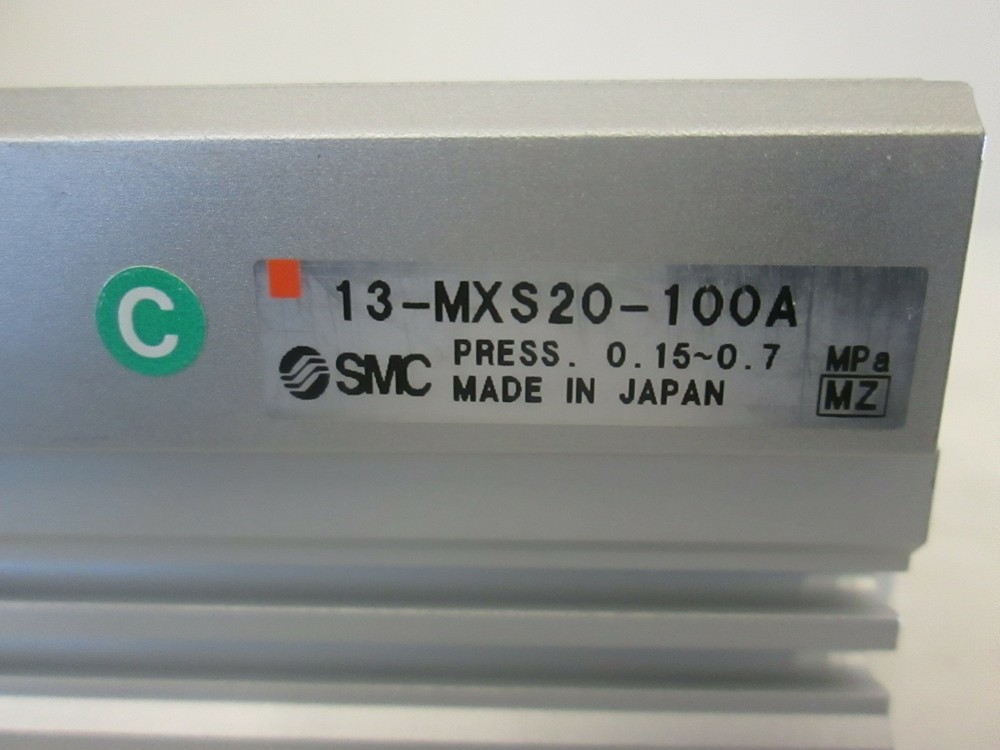 C
13-MXS20-100A
SMC PRESS. 0.15~0.7 MPa
MADE IN JAPAN MZ